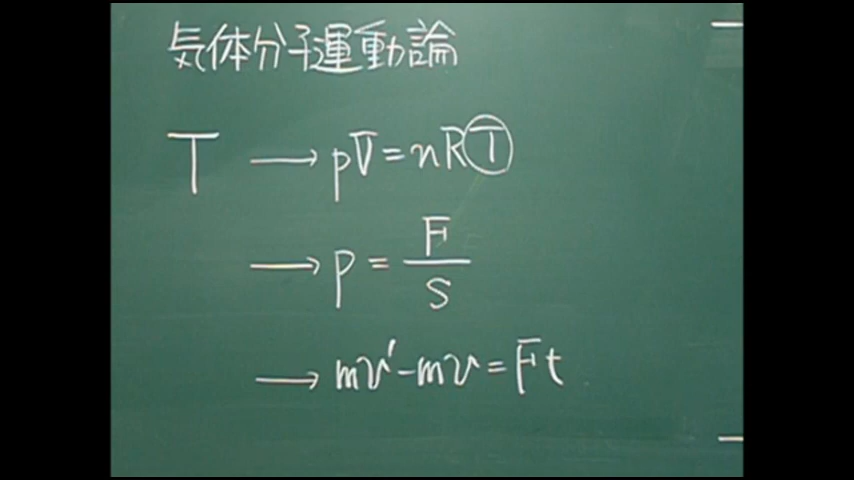 気体分子運動論
T → pV = nRT
→ p = F/S
→ mv' - mv = Ft